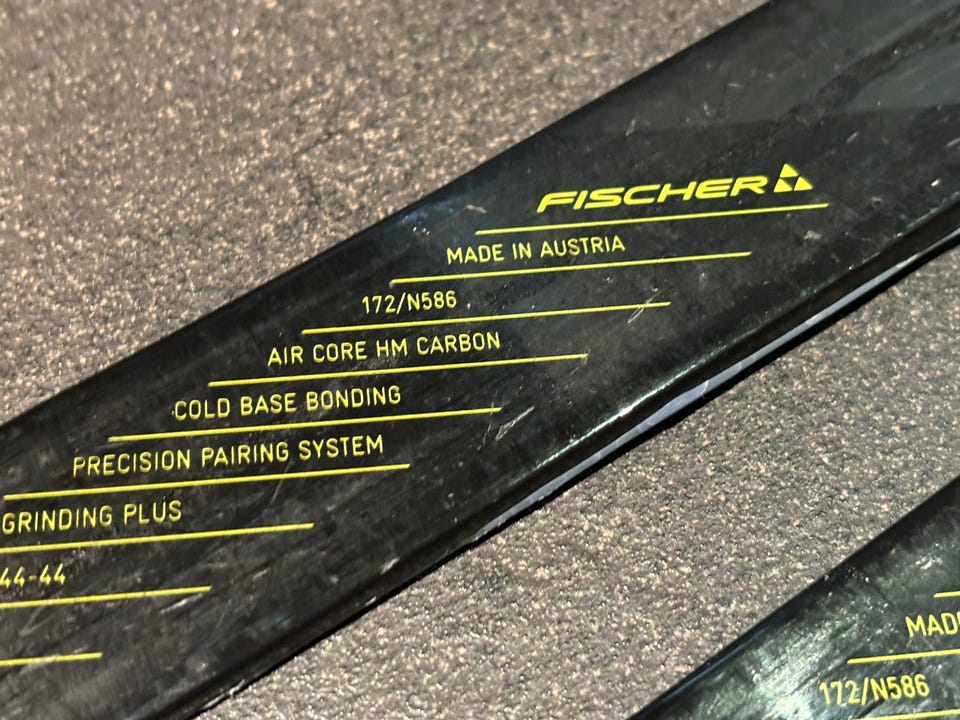 FISCHER
MADE IN AUSTRIA
172/N586
AIR CORE HM CARBON
COLD BASE BONDING
PRECISION PAIRING SYSTEM
GRINDING PLUS
44-44
172/N586